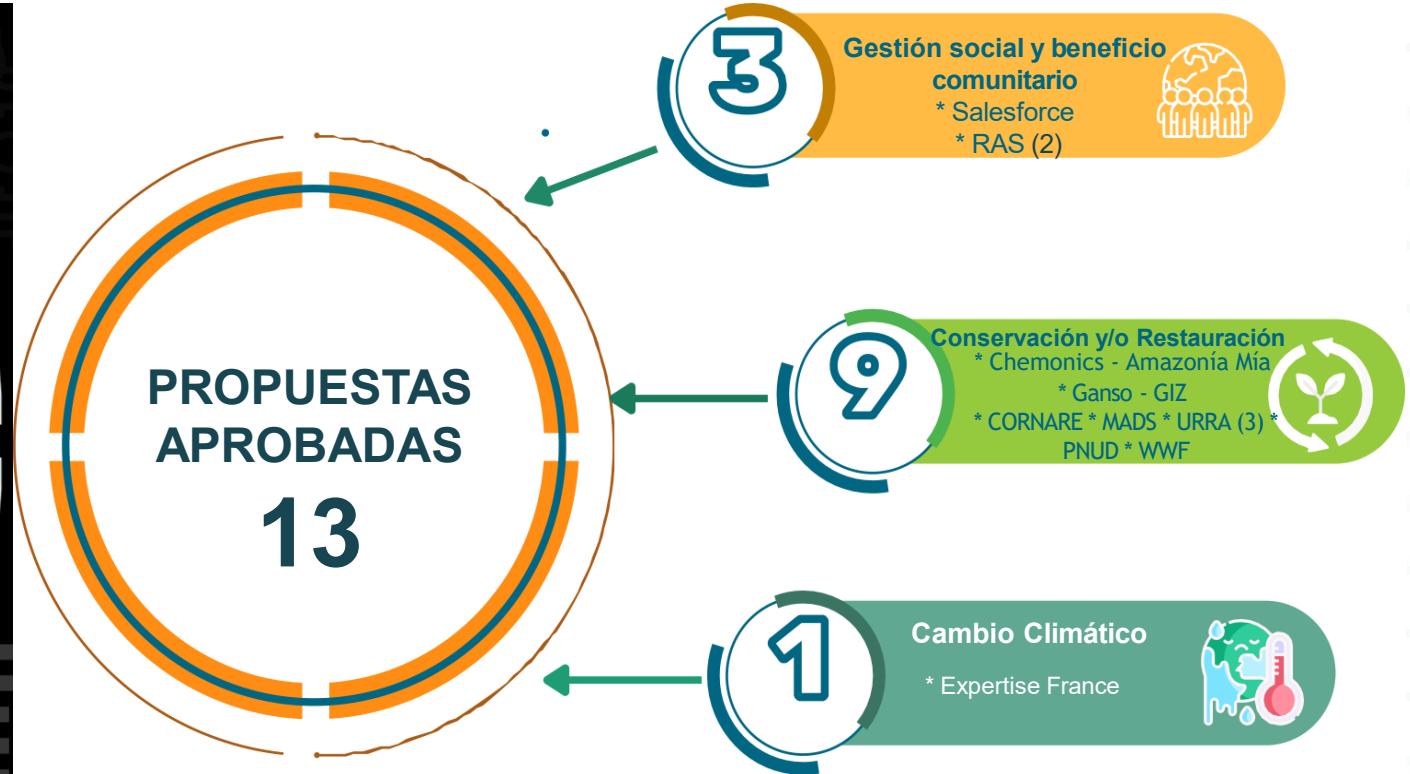 PROPUESTAS
APROBADAS
13
3
Gestión social y beneficio
comunitario
* Salesforce
* RAS (2)
9
Conservación y/o Restauración
* Chemonics - Amazonía Mía
* Ganso - GIZ
* CORNARE * MADS * URRA (3) *
PNUD * WWF
1
Cambio Climático
* Expertise France